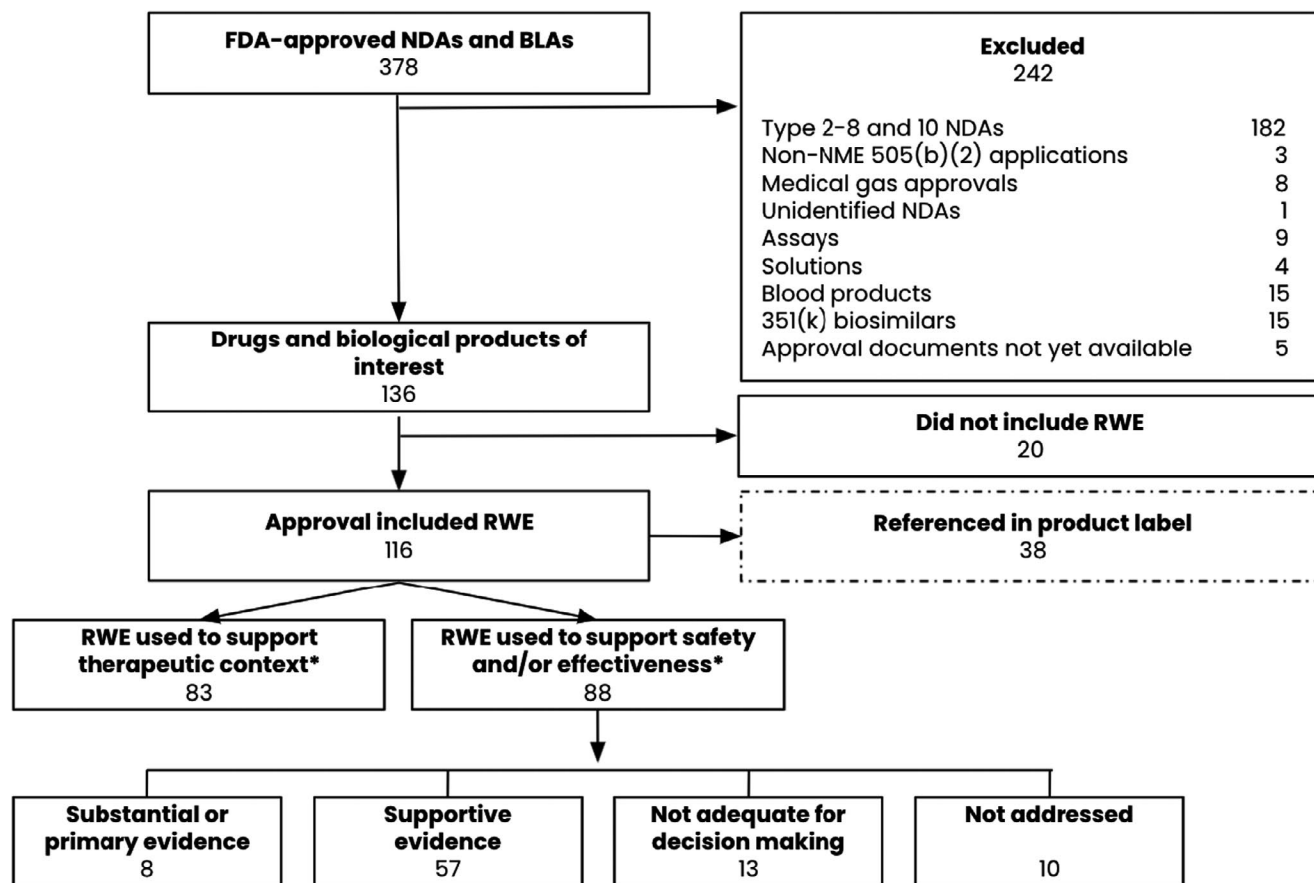 FDA-approved NDAs and BLAs
378
Excluded
242
Type 2-8 and 10 NDAs 182
Non-NME 505(b)(2) applications 3
Medical gas approvals 8
Unidentified NDAs 1
Assays 9
Solutions 4
Blood products 15
351(k) biosimilars 15
Approval documents not yet available 5
Drugs and biological products of
interest
136
Did not include RWE
20
Approval included RWE
116
Referenced in product label
38
RWE used to support
therapeutic context*
83
RWE used to support safety
and/or effectiveness*
88
Substantial or
primary evidence
8
Supportive
evidence
57
Not adequate for
decision making
13
Not addressed
10